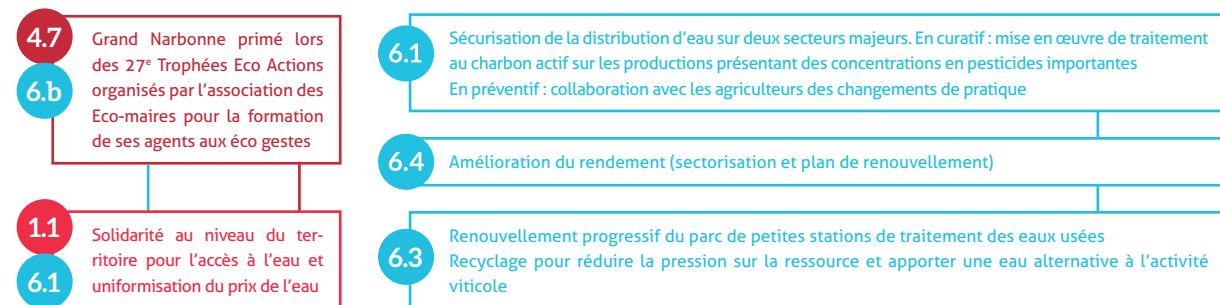 4.7
6.b
Grand Narbonne primé lors
des 27e Trophées Eco Actions
organisés par l'association des
Eco-maires pour la formation
de ses agents aux éco gestes
1.1
6.1
Solidarité au niveau du ter-
ritoire pour l'accès à l'eau et
uniformisation du prix de l'eau
6.1
Sécurisation de la distribution d'eau sur deux secteurs majeurs. En curatif : mise en œuvre de traitement
au charbon actif sur les productions présentant des concentrations en pesticides importantes
En préventif : collaboration avec les agriculteurs des changements de pratique
6.4
Amélioration du rendement (sectorisation et plan de renouvellement)
6.3
Renouvellement progressif du parc de petites stations de traitement des eaux usées
Recyclage pour réduire la pression sur la ressource et apporter une eau alternative à l'activité
viticole